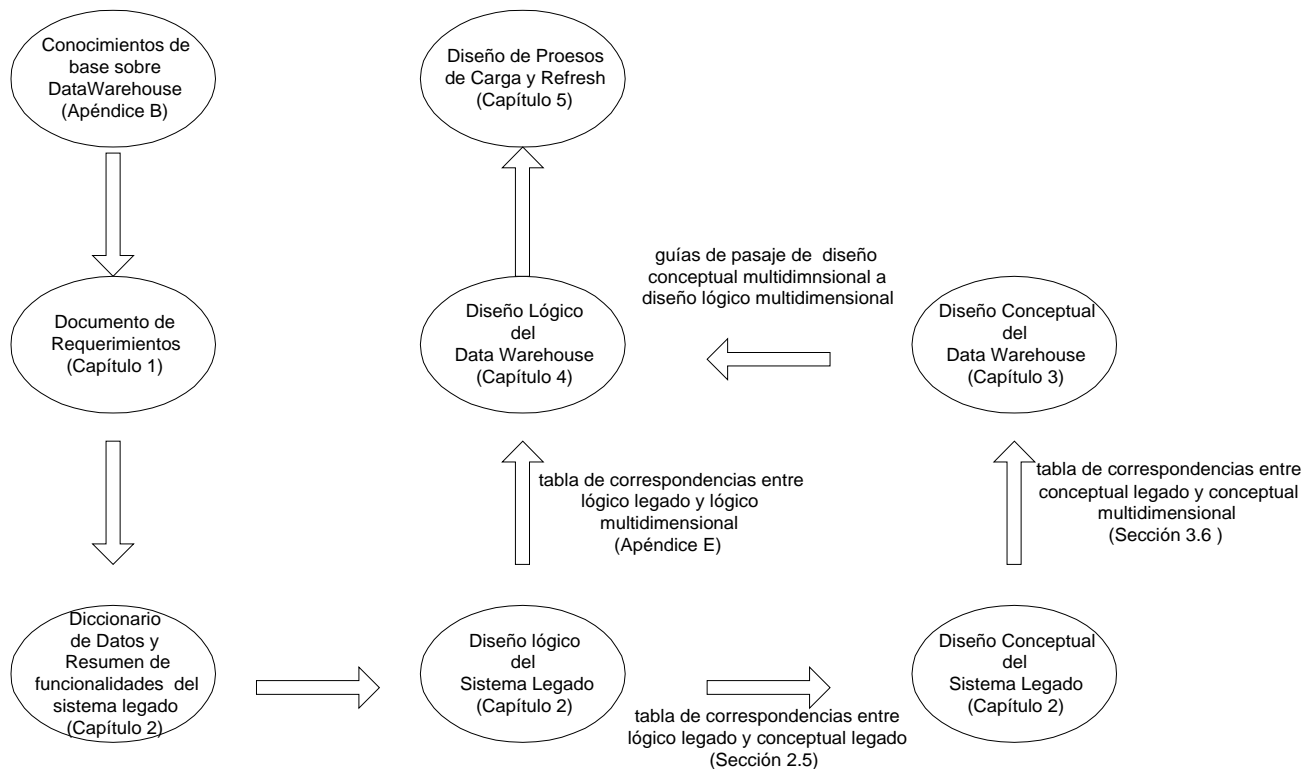 Conocimientos de
base sobre
DataWarehouse
(Apéndice B)
Diseño de Proesos
de Carga y Refresh
(Capítulo 5)
guías de pasaje de diseño
conceptual multidimnsional a
diseño lógico multidimensional
Documento de
Requerimientos
(Capítulo 1)
Diseño Lógico
del
Data Warehouse
(Capítulo 4)
Diseño Conceptual
del
Data Warehouse
(Capítulo 3)
tabla de correspondencias entre
lógico legado y lógico
multidimensional
(Apéndice E)
tabla de correspondencias entre
conceptual legado y conceptual
multidimensional
(Sección 3.6 )
Diccionario
de Datos y
Resumen de
funcionalidades del
sistema legado
(Capítulo 2)
Diseño lógico
del
Sistema Legado
(Capítulo 2)
Diseño Conceptual
del
Sistema Legado
(Capítulo 2)
tabla de correspondencias entre
lógico legado y conceptual legado
(Sección 2.5)